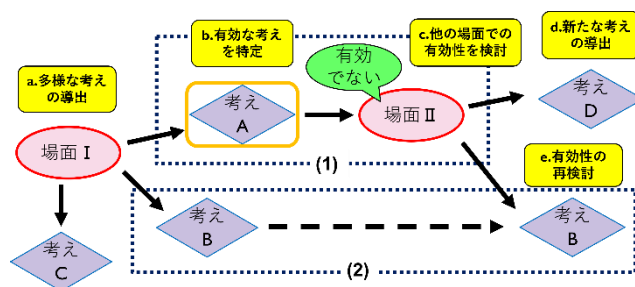 a.多様な考え
の導出
b.有効な考え
を特定
有効
でない
c.他の場面での
有効性を検討
d.新たな考え
の導出
場面Ⅰ
考え
A
場面Ⅱ
考え
D
(1)
e.有効性の
再検討
考え
C
考え
B
考え
B
(2)